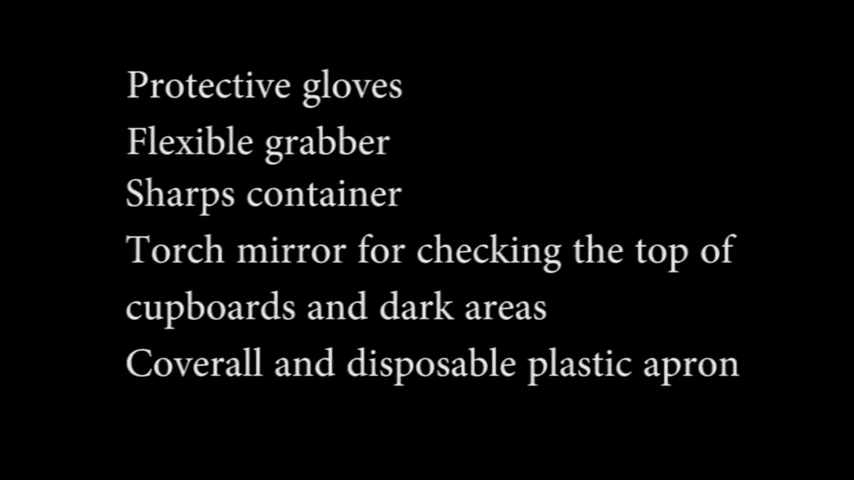 Protective gloves
Flexible grabber
Sharps container
Torch mirror for checking the top of
cupboards and dark areas
Coverall and disposable plastic apron